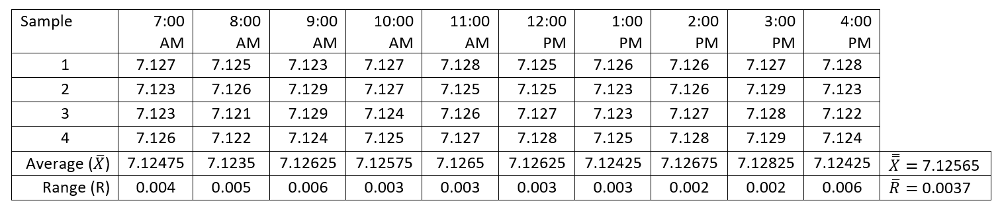 Sample 7:00 AM 8:00 AM 9:00 AM 10:00 AM 11:00 AM 12:00 PM 1:00 PM 2:00 PM 3:00 PM 4:00 PM
1 7.127 7.125 7.123 7.127 7.128 7.125 7.126 7.126 7.127 7.128
2 7.123 7.126 7.129 7.127 7.125 7.125 7.123 7.126 7.129 7.123
3 7.123 7.121 7.129 7.124 7.126 7.127 7.123 7.127 7.128 7.122
4 7.126 7.122 7.124 7.125 7.127 7.128 7.125 7.128 7.129 7.124
Average (X̅) 7.12475 7.1235 7.12625 7.12575 7.1265 7.12625 7.12425 7.12675 7.12825 7.12425 X̿ = 7.12565
Range (R) 0.004 0.005 0.006 0.003 0.003 0.003 0.003 0.002 0.002 0.006 R̅ = 0.0037